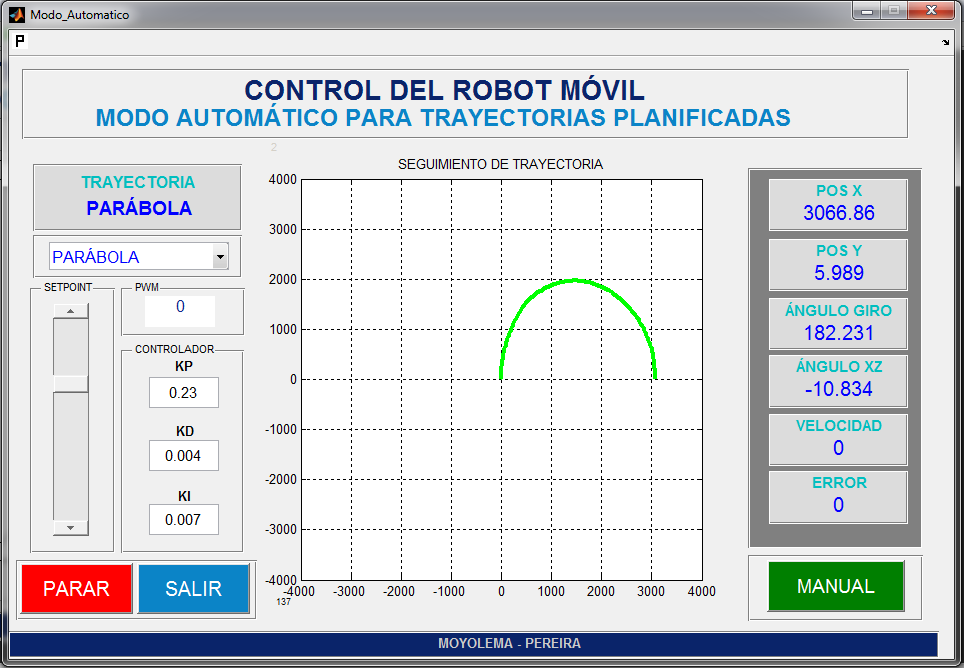 Modo_Automatico
P
CONTROL DEL ROBOT MÓVIL
MODO AUTOMÁTICO PARA TRAYECTORIAS PLANIFICADAS
2
TRAYECTORIA
PARÁBOLA
PARÁBOLA
SETPOINT
PWM
0
CONTROLADOR
KP
0.23
KD
0.004
KI
0.007
PARAR
SALIR
SEGUIMIENTO DE TRAYECTORIA
4000
3000
2000
1000
0
-1000
-2000
-3000
-4000
-4000 -3000 -2000 -1000 0 1000 2000 3000 4000
137
POS X
3066.86
POS Y
5.989
ÁNGULO GIRO
182.231
ÁNGULO XZ
-10.834
VELOCIDAD
0
ERROR
0
MANUAL
MOYOLEMA - PEREIRA